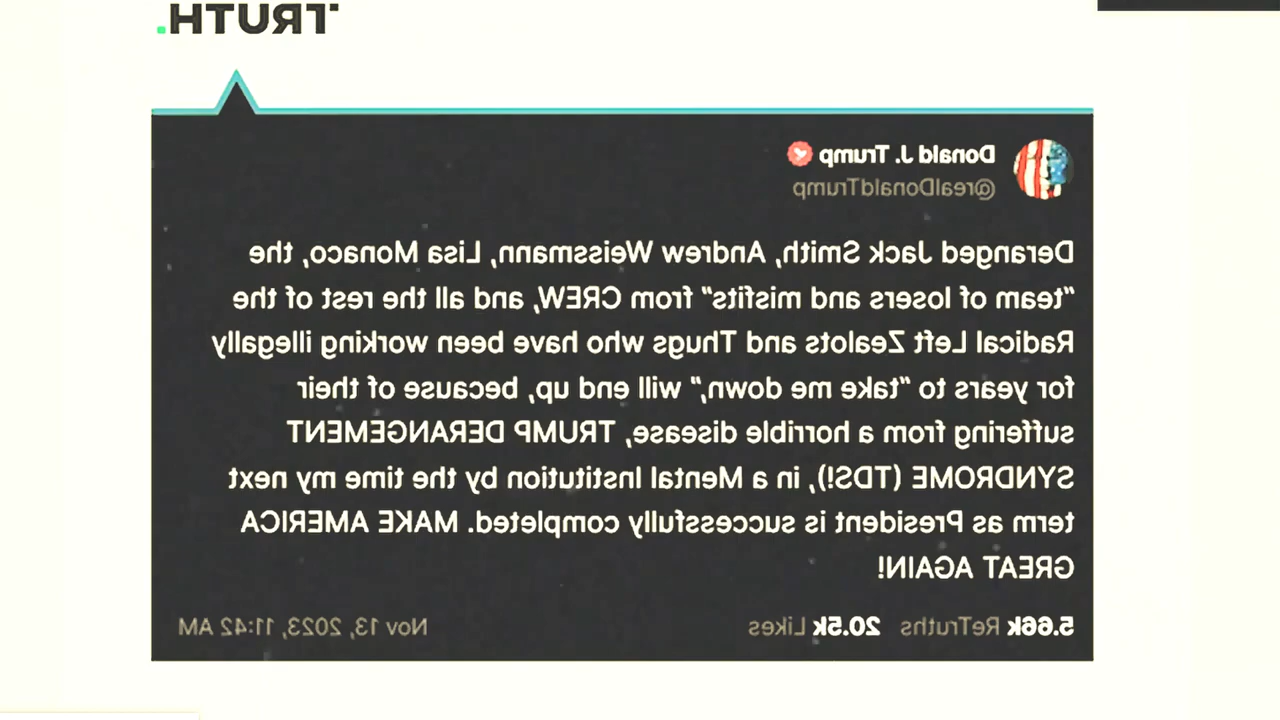 TRUTH.
Donald J. Trump
@realDonaldTrump
Deranged Jack Smith, Andrew Weissmann, Lisa Monaco, the
"team of losers and misfits" from CREW, and all the rest of the
Radical Left Zealots and Thugs who have been working illegally
for years to "take me down," will end up, because of their
suffering from a horrible disease, TRUMP DERANGEMENT
SYNDROME (TDS!), in a Mental Institution by the time my next
term as President is successfully completed. MAKE AMERICA
GREAT AGAIN!
5.66k ReTruths 20.5k Likes Nov 13, 2023, 11:42 AM